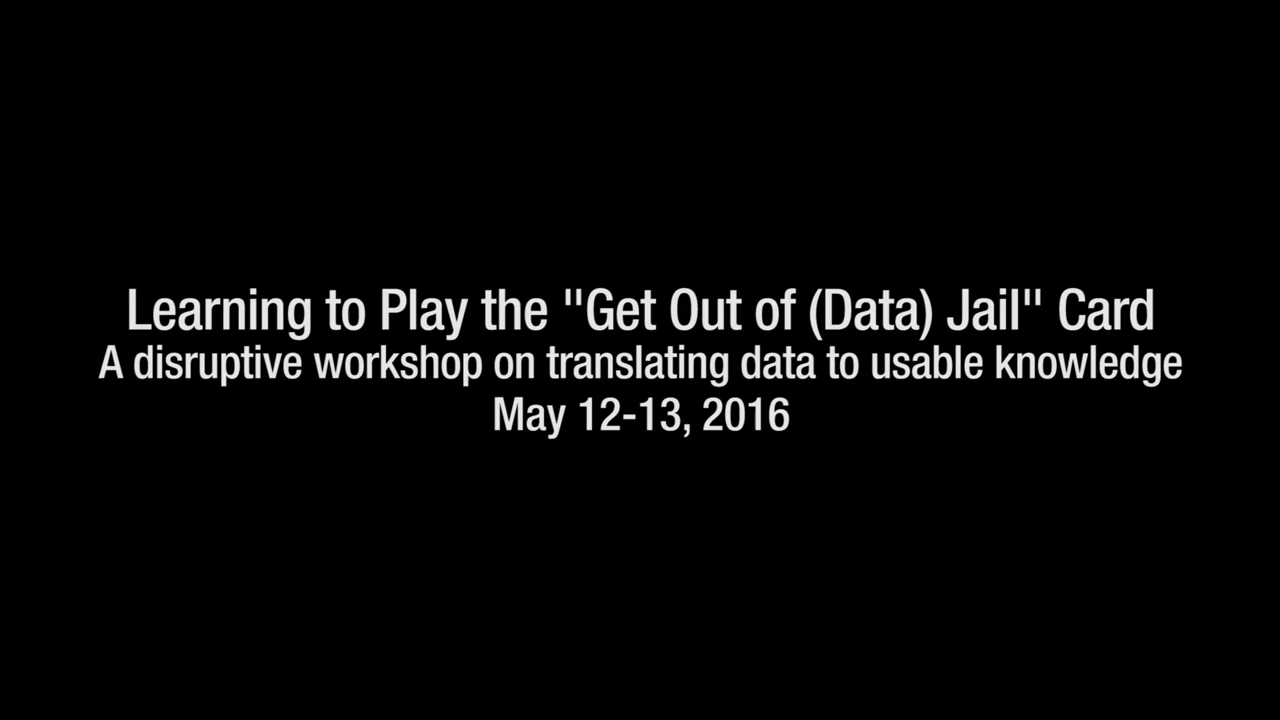 Learning to Play the "Get Out of (Data) Jail" Card
A disruptive workshop on translating data to usable knowledge
May 12-13, 2016